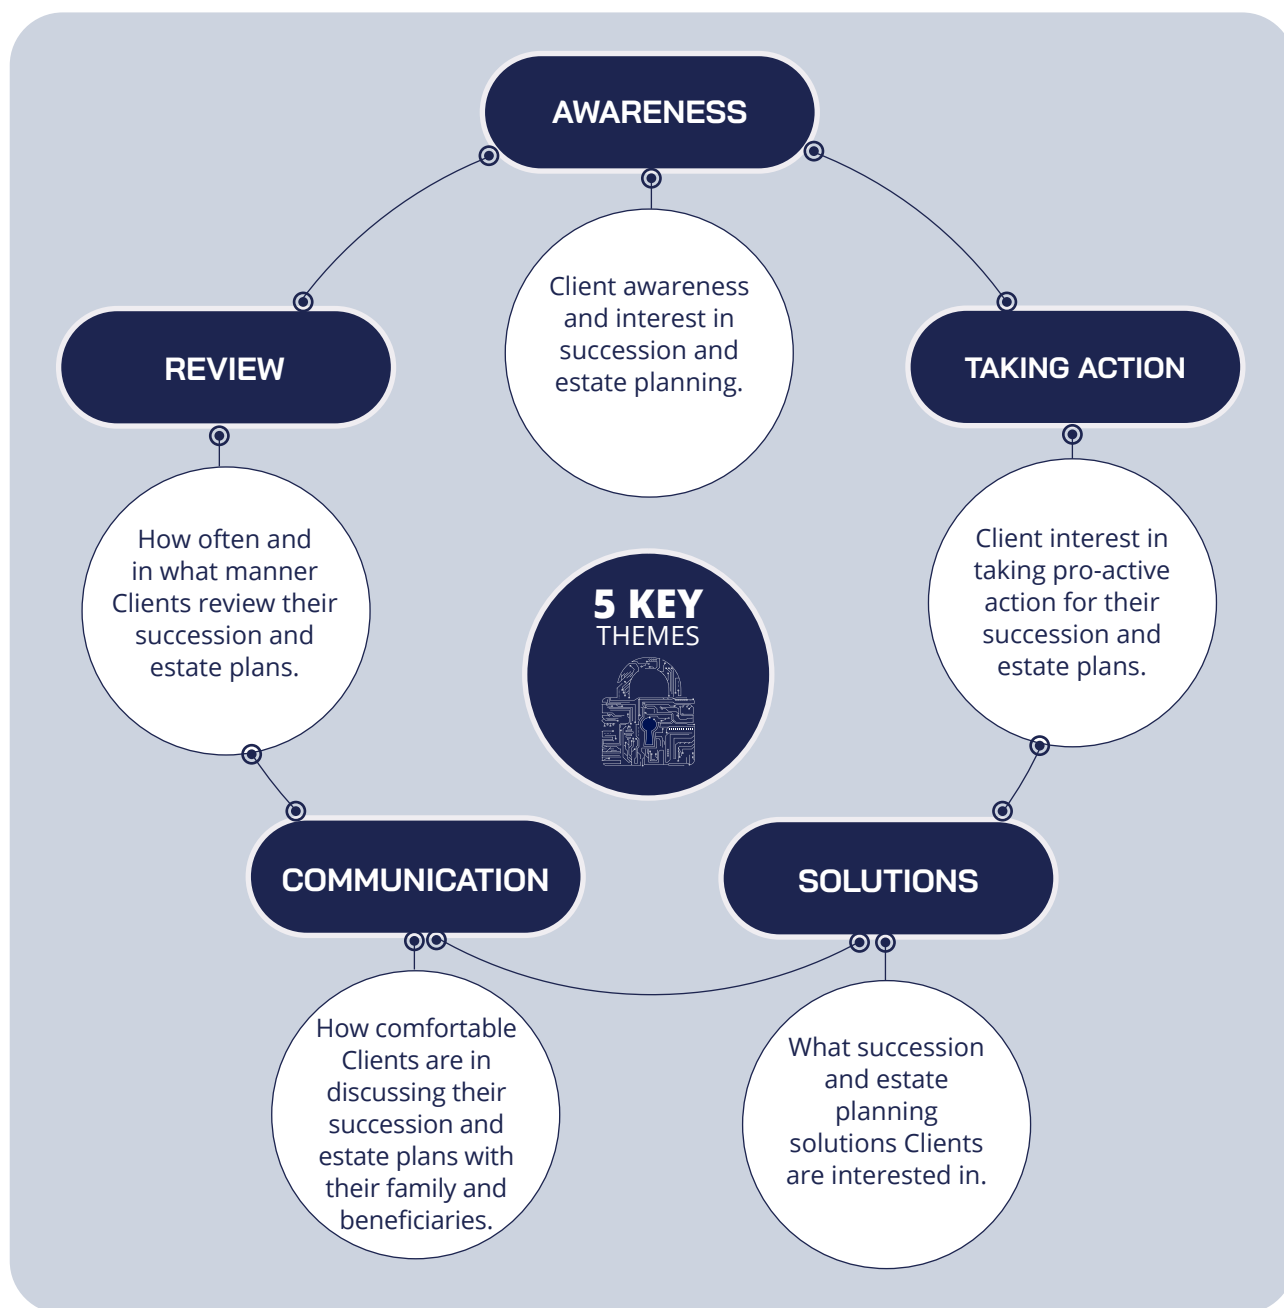 AWARENESS
Client awareness
and interest in
succession and
estate planning.
REVIEW
How often and
in what manner
Clients review their
succession and
estate plans.
TAKING ACTION
Client interest in
taking pro-active
action for their
succession and
estate plans.
5 KEY
THEMES
COMMUNICATION
How comfortable
Clients are in
discussing their
succession and
estate plans with
their family and
beneficiaries.
SOLUTIONS
What succession
and estate
planning
solutions Clients
are interested in.